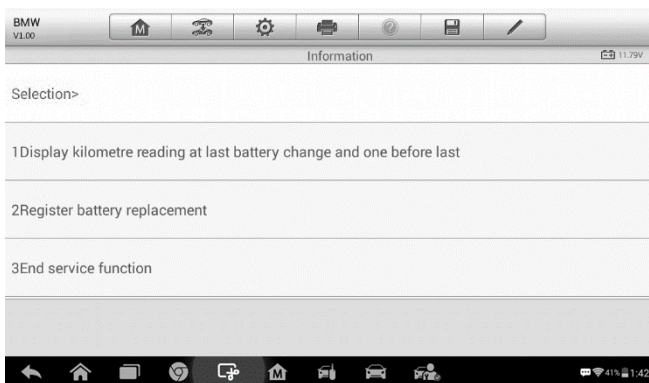 BMW
V1.00
Information
11.79V
Selection>
1Display kilometre reading at last battery change and one before last
2Register battery replacement
3End service function
41% 1:42